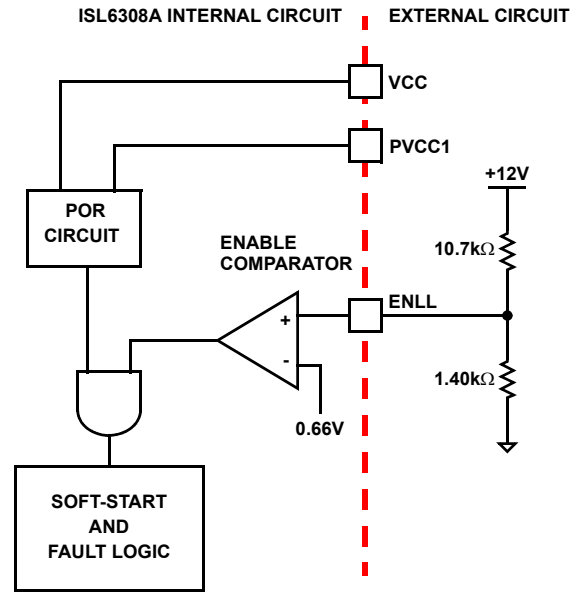 ISL6308A INTERNAL CIRCUIT
EXTERNAL CIRCUIT
VCC
PVCC1
+12V
POR
CIRCUIT
10.7kΩ
ENABLE
COMPARATOR
ENLL
+
-
1.40kΩ
0.66V
SOFT-START
AND
FAULT LOGIC